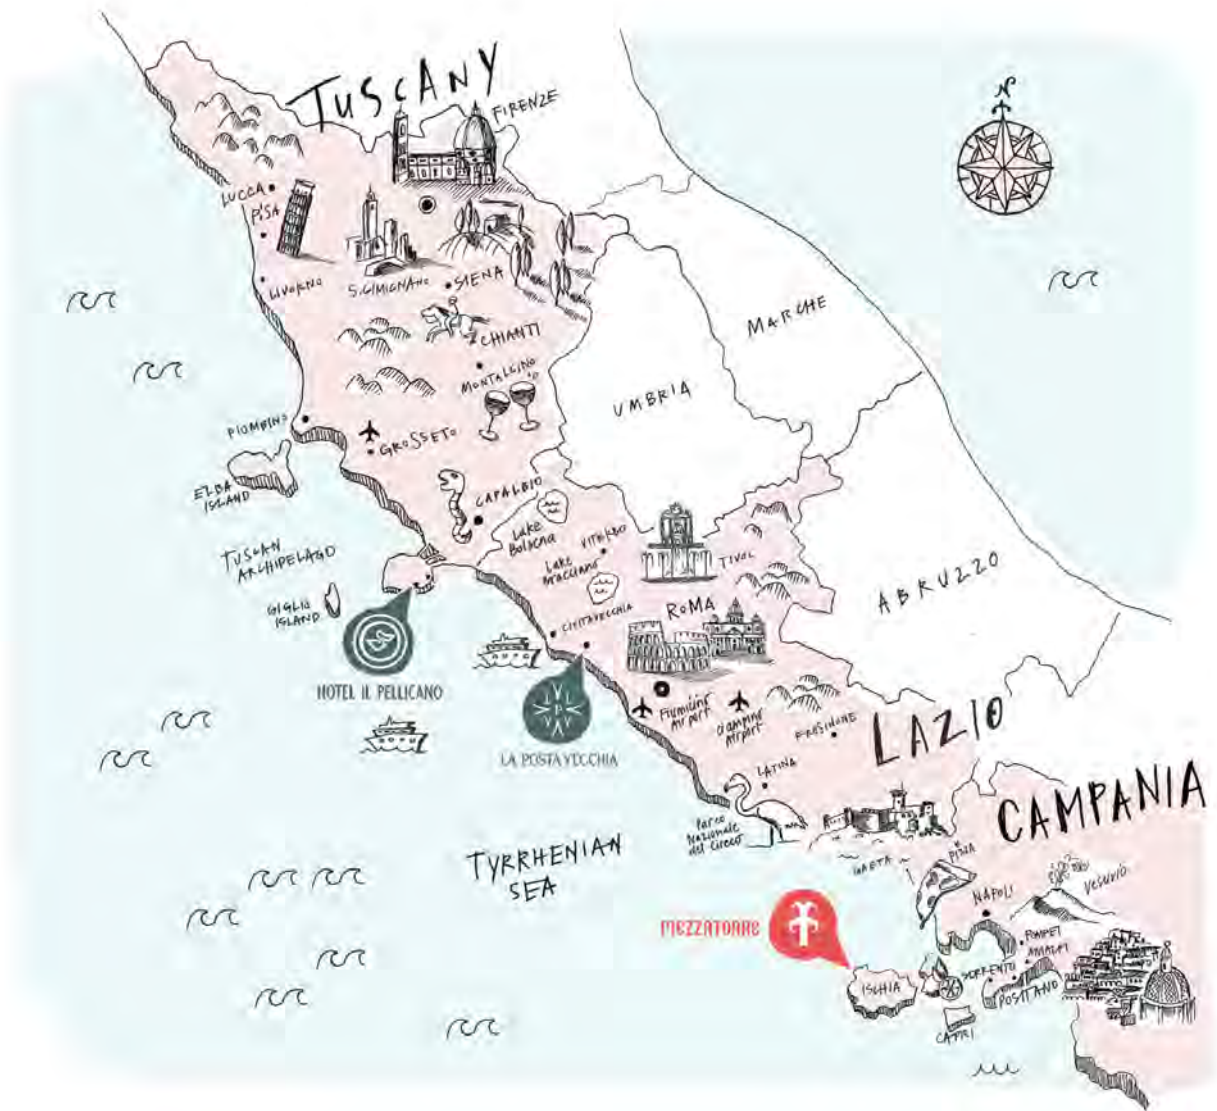 TUSCANY
FIRENZE
N
LUCCA
PISA
LIVORNO
S.GIMIGNANO
SIENA
CHIANTI
MONTALCINO
MARCHE
UMBRIA
PIOMBINO
GROSSETO
ELBA
ISLAND
CAPALBIO
Lake
Bolsena
VITERBO
TUSCAN
ARCHIPELAGO
Lake
Bracciano
TIVOLI
ABRUZZO
GIGLIO
ISLAND
CIVITAVECCHIA
ROMA
HOTEL IL PELLICANO
P
LA POSTA VECCHIA
Fiumicino
Airport
Ciampino
Airport
FROSINONE
LAZIO
LATINA
CAMPANIA
Parco
Nazionale
del Circeo
TYRRHENIAN
SEA
GAETA
PIZZA
VESUVIO
NAPOLI
MEZZATORRE
POMPEI
AMALFI
SORRENTO
POSITANO
ISCHIA
CAPRI